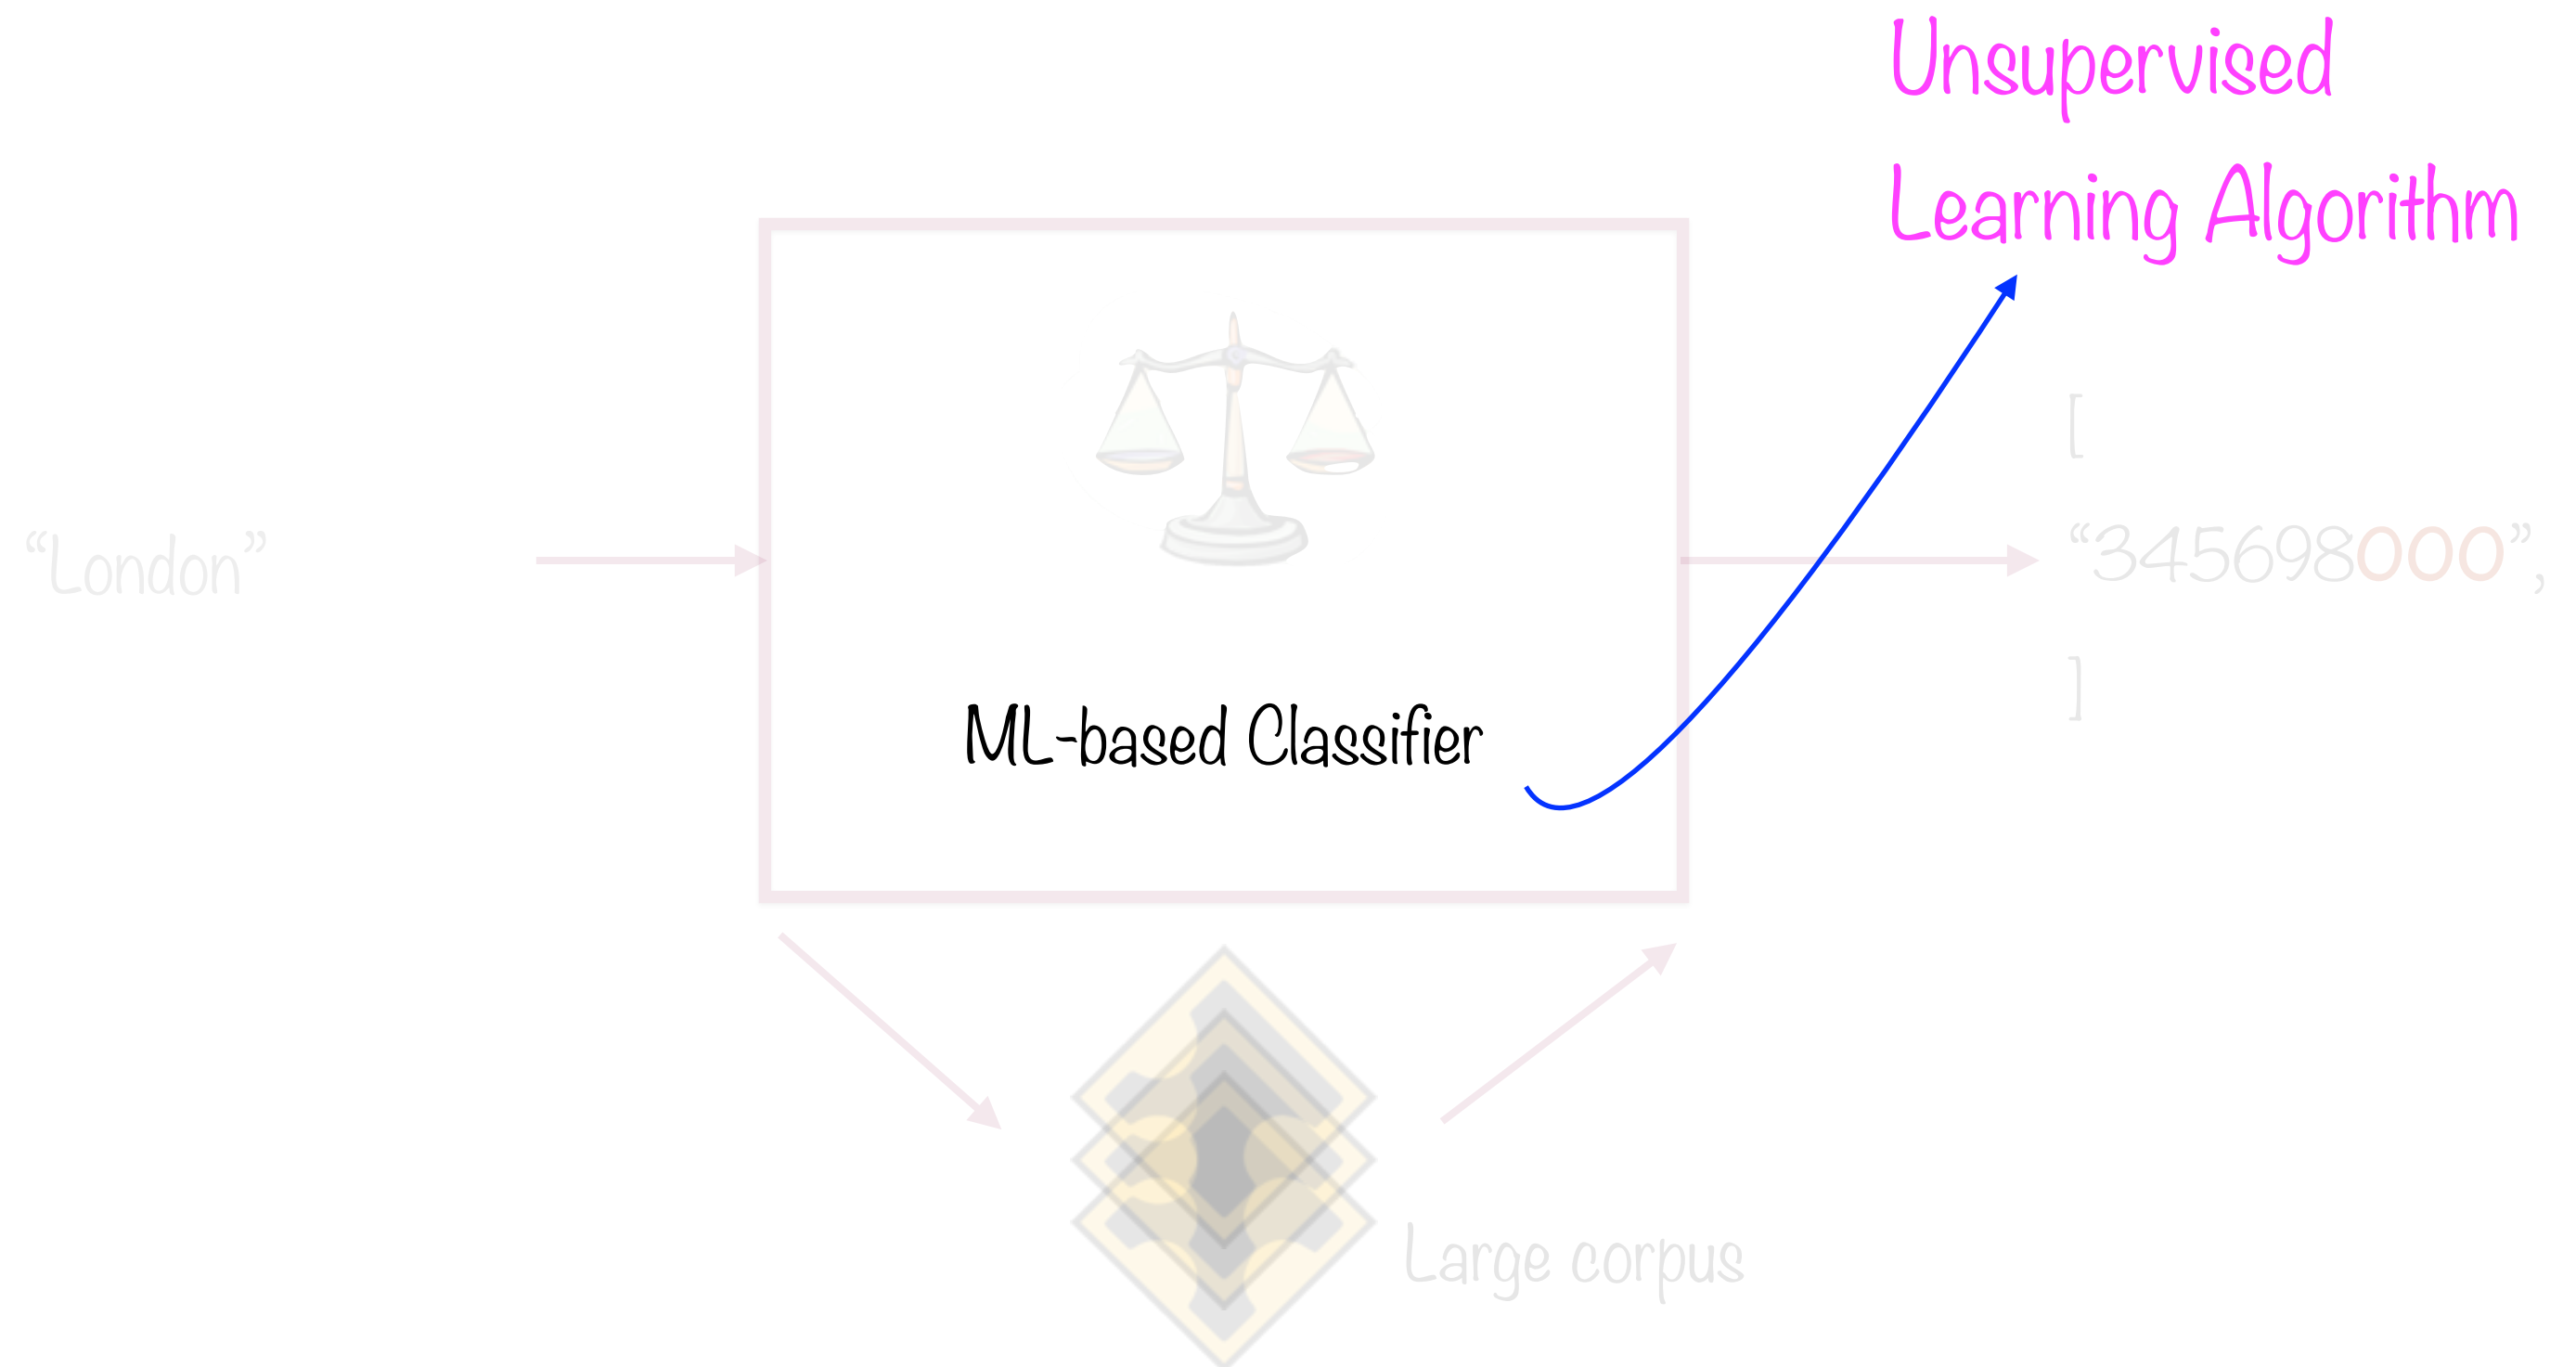 Unsupervised
Learning Algorithm
“London”
[
“345698000”,
]
ML-based Classifier
Large corpus